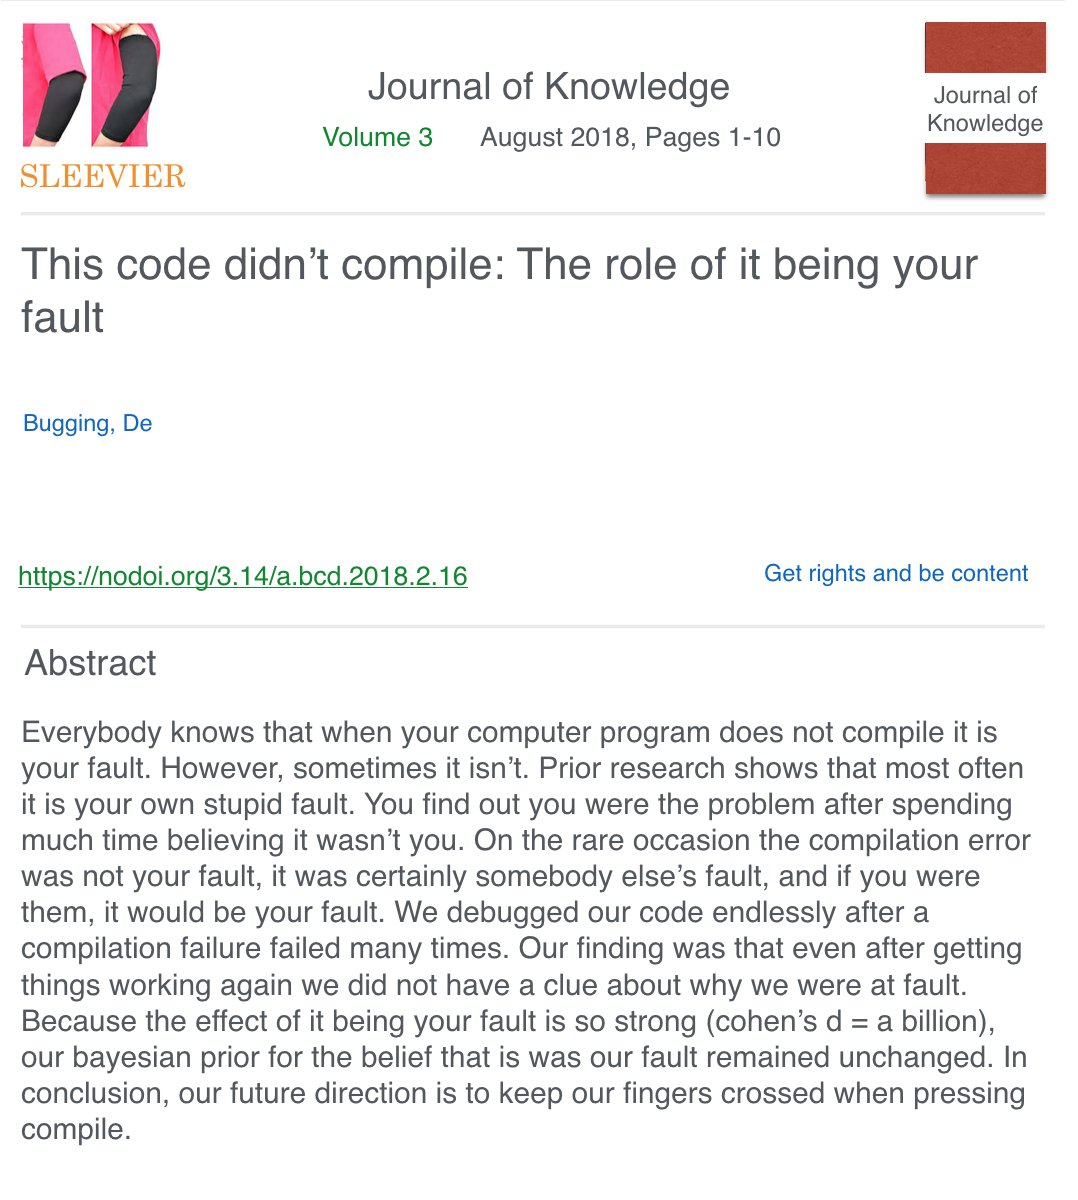 Journal of Knowledge
Volume 3 August 2018, Pages 1-10
SLEEVIER
Journal of
Knowledge
This code didn’t compile: The role of it being your
fault
Bugging, De
https://nodoi.org/3.14/a.bcd.2018.2.16
Get rights and be content
Abstract
Everybody knows that when your computer program does not compile it is
your fault. However, sometimes it isn’t. Prior research shows that most often
it is your own stupid fault. You find out you were the problem after spending
much time believing it wasn’t you. On the rare occasion the compilation error
was not your fault, it was certainly somebody else’s fault, and if you were
them, it would be your fault. We debugged our code endlessly after a
compilation failure failed many times. Our finding was that even after getting
things working again we did not have a clue about why we were at fault.
Because the effect of it being your fault is so strong (cohen’s d = a billion),
our bayesian prior for the belief that is was our fault remained unchanged. In
conclusion, our future direction is to keep our fingers crossed when pressing
compile.